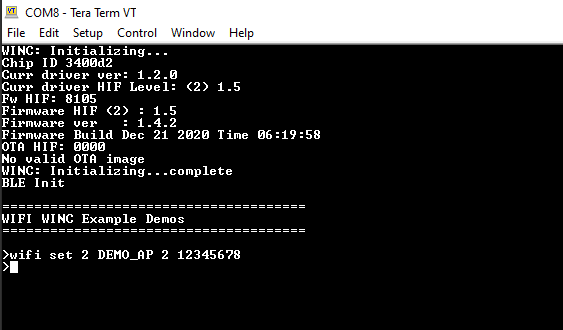 COM8 - Tera Term VT
File Edit Setup Control Window Help
WINC: Initializing...
Chip ID 3400d2
Curr driver ver: 1.2.0
Curr driver HIF Level: (2) 1.5
Fw HIF: 8105
Firmware HIF (2) : 1.5
Firmware ver   : 1.4.2
Firmware Build Dec 21 2020 Time 06:19:58
OTA HIF: 0000
No valid OTA image
WINC: Initializing...complete
BLE Init
======================================
WIFI WINC Example Demos
======================================
>wifi set 2 DEMO_AP 2 12345678
>